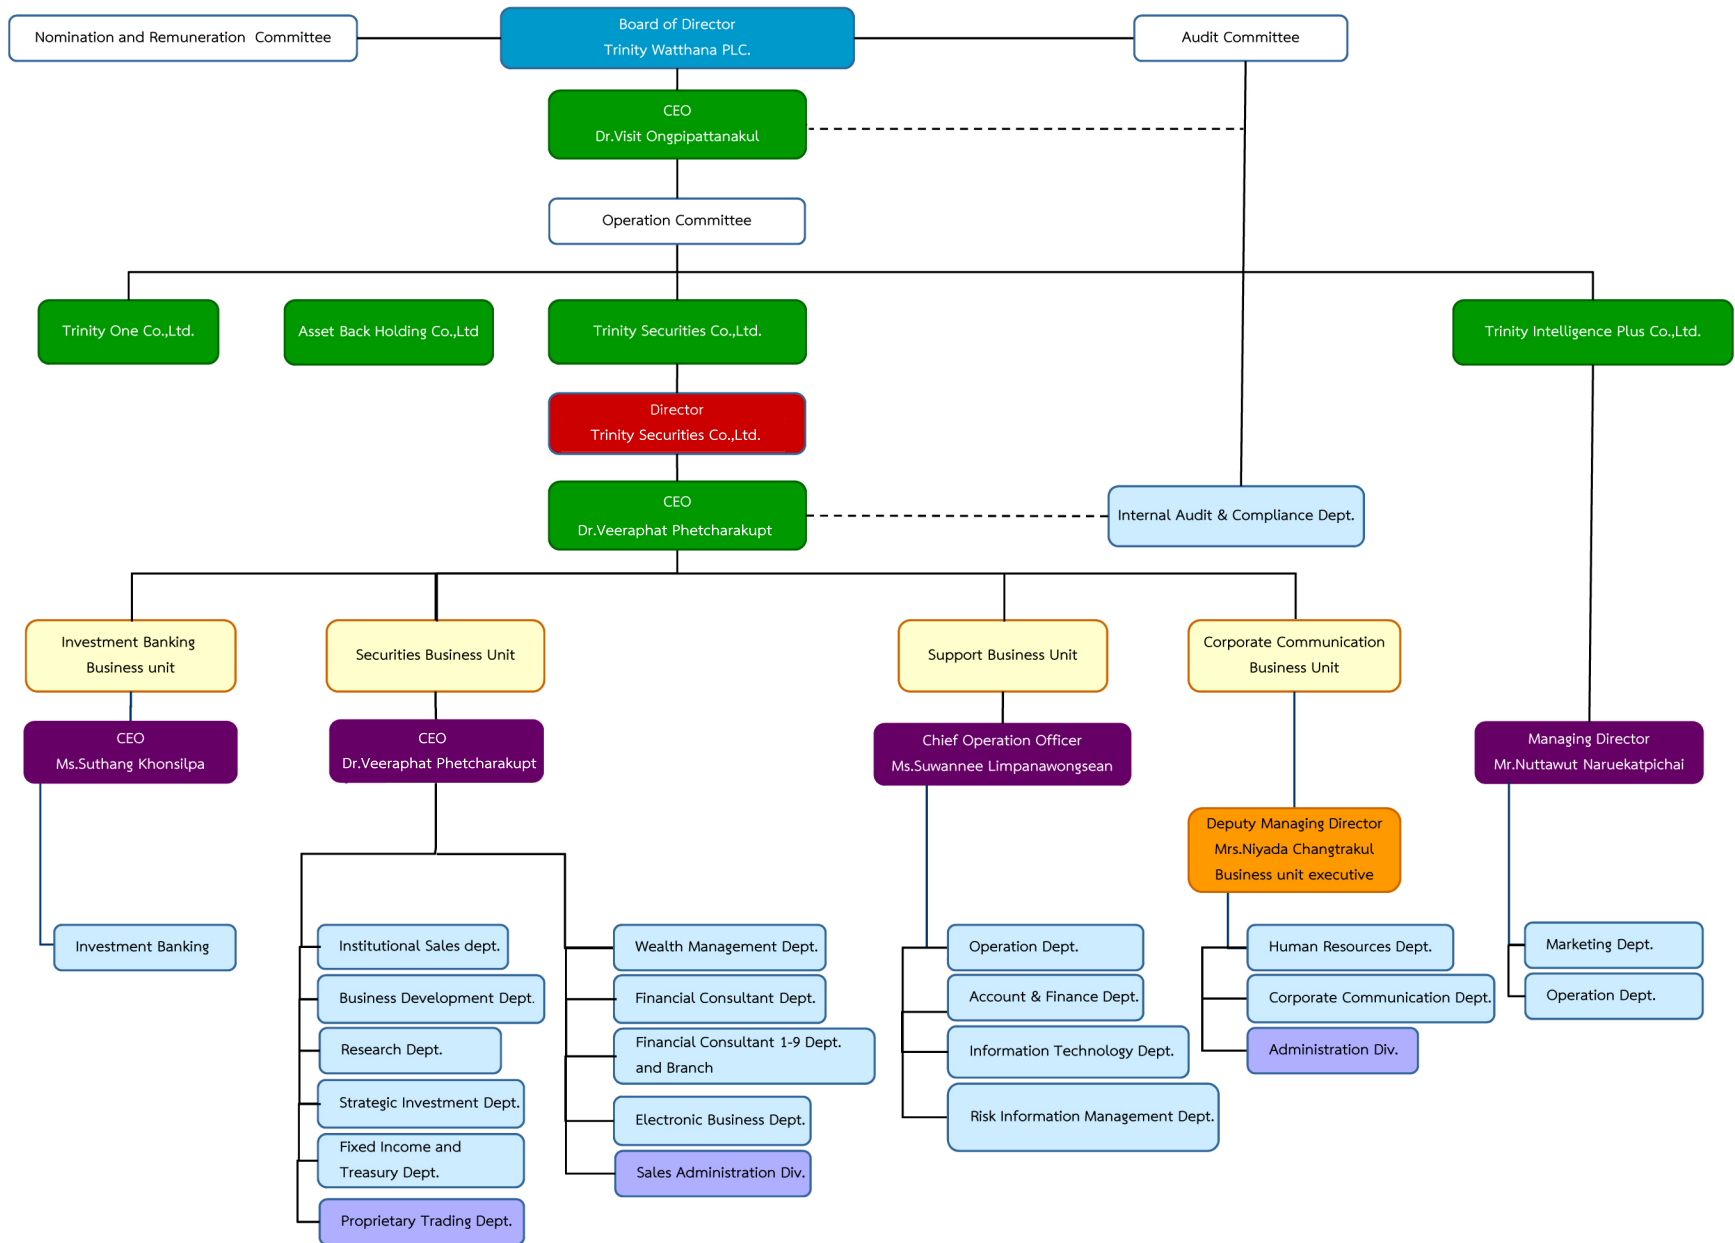 Nomination and Remuneration  Committee
Board of Director
Trinity Watthana PLC.
Audit Committee
CEO
Dr.Visit Ongpipattanakul
Operation Committee
Trinity One Co.,Ltd.
Asset Back Holding Co.,Ltd
Trinity Securities Co.,Ltd.
Trinity Intelligence Plus Co.,Ltd.
Director
Trinity Securities Co.,Ltd.
CEO
Dr.Veeraphat Phetcharakupt
Internal Audit & Compliance Dept.
Investment Banking
Business unit
Securities Business Unit
Support Business Unit
Corporate Communication
Business Unit
CEO
Ms.Suthang Khonsilpa
CEO
Dr.Veeraphat Phetcharakupt
Chief Operation Officer
Ms.Suwannee Limpanawongsean
Managing Director
Mr.Nuttawut Naruekatpichai
Deputy Managing Director
Mrs.Niyada Changtrakul
Business unit executive
Investment Banking
Institutional Sales dept.
Business Development Dept.
Research Dept.
Strategic Investment Dept.
Fixed Income and
Treasury Dept.
Proprietary Trading Dept.
Wealth Management Dept.
Financial Consultant Dept.
Financial Consultant 1-9 Dept.
and Branch
Electronic Business Dept.
Sales Administration Div.
Operation Dept.
Account & Finance Dept.
Information Technology Dept.
Risk Information Management Dept.
Human Resources Dept.
Corporate Communication Dept.
Administration Div.
Marketing Dept.
Operation Dept.